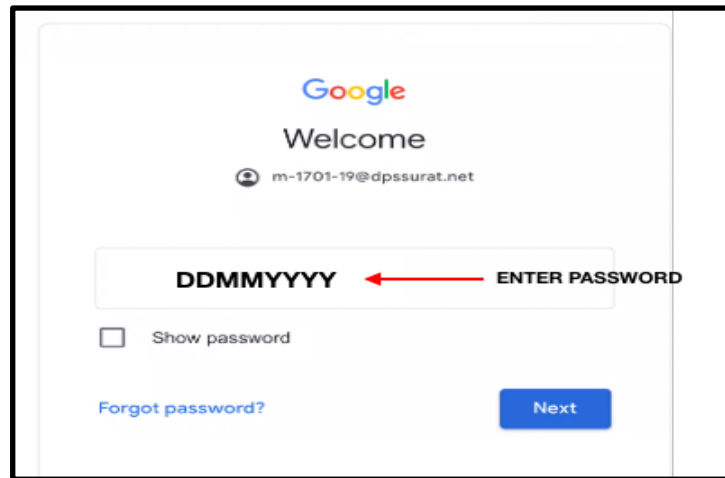 Google
Welcome
m-1701-19@dpssurat.net
DDMMYYYY
ENTER PASSWORD
Show password
Forgot password?
Next